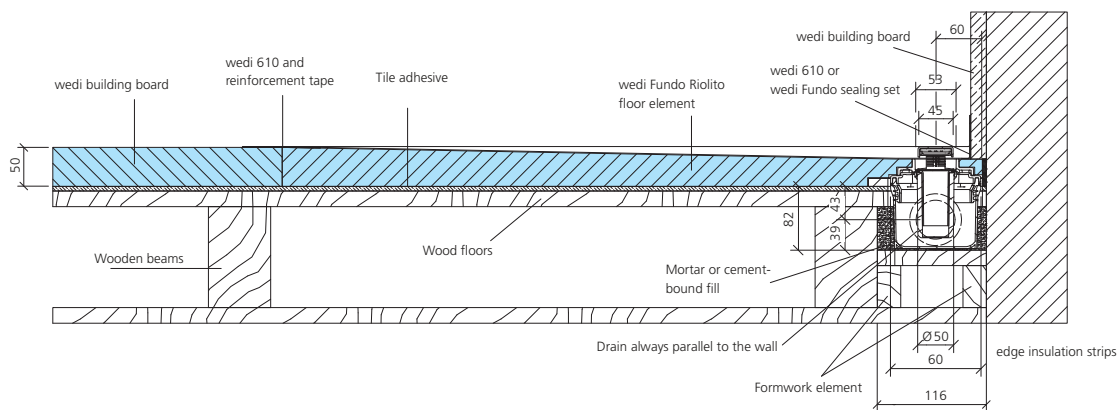 60
wedi building board
wedi 610 and
reinforcement tape
Tile adhesive
wedi building board
wedi Fundo Riolito
floor element
wedi 610 or
wedi Fundo sealing set
53
45
50
82
43
39
Wood floors
Wooden beams
Mortar or cement-
bound fill
Drain always parallel to the wall
Ø 50
edge insulation strips
60
Formwork element
116